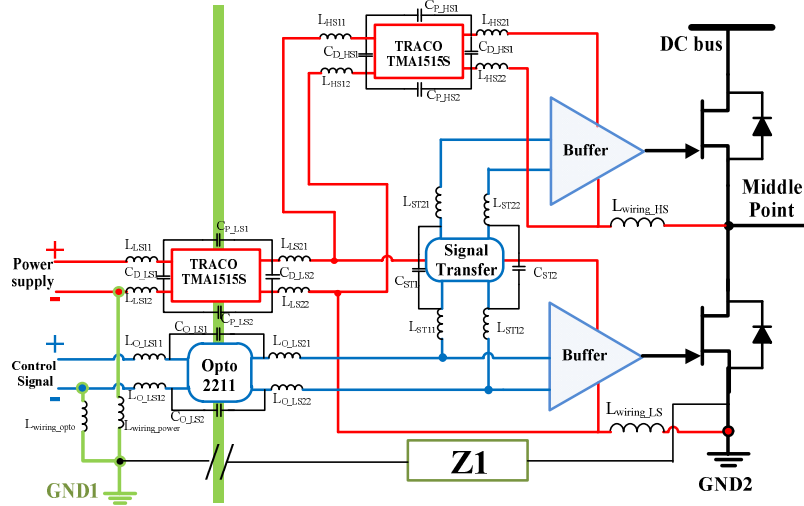 C_P_HS1
L_HS11
L_HS21
TRACO
TMA1515S
C_D_HS1
C_D_HS1
L_HS12
L_HS22
C_P_HS2
DC bus
Buffer
L_ST21
L_ST22
L_wiring_HS
Middle
Point
C_P_LS1
L_LS11
L_LS21
Power
supply
TRACO
TMA1515S
C_D_LS1
C_D_LS2
L_LS12
L_LS22
C_P_LS2
Signal
Transfer
C_ST1
C_ST2
L_ST11
L_ST12
C_O_LS1
L_O_LS11
L_O_LS21
Control
Signal
Opto
2211
L_O_LS12
L_O_LS22
C_O_LS2
Buffer
L_wiring_opto
L_wiring_power
L_wiring_LS
Z1
GND1
GND2